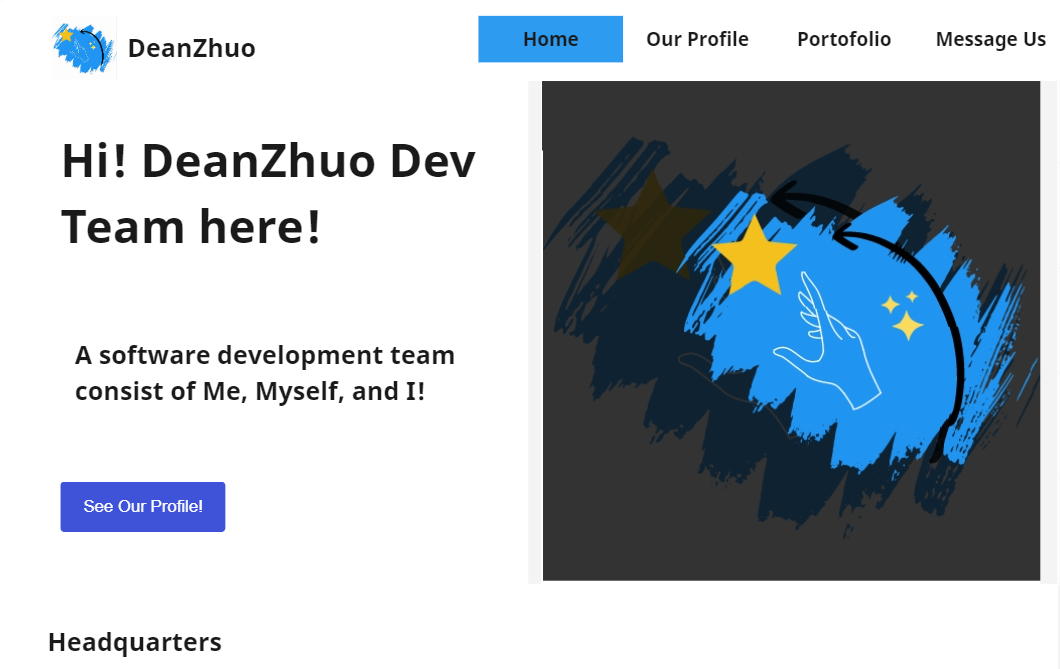 DeanZhuo
Home
Our Profile
Portofolio
Message Us
Hi! DeanZhuo Dev
Team here!
A software development team
consist of Me, Myself, and I!
See Our Profile!
Headquarters